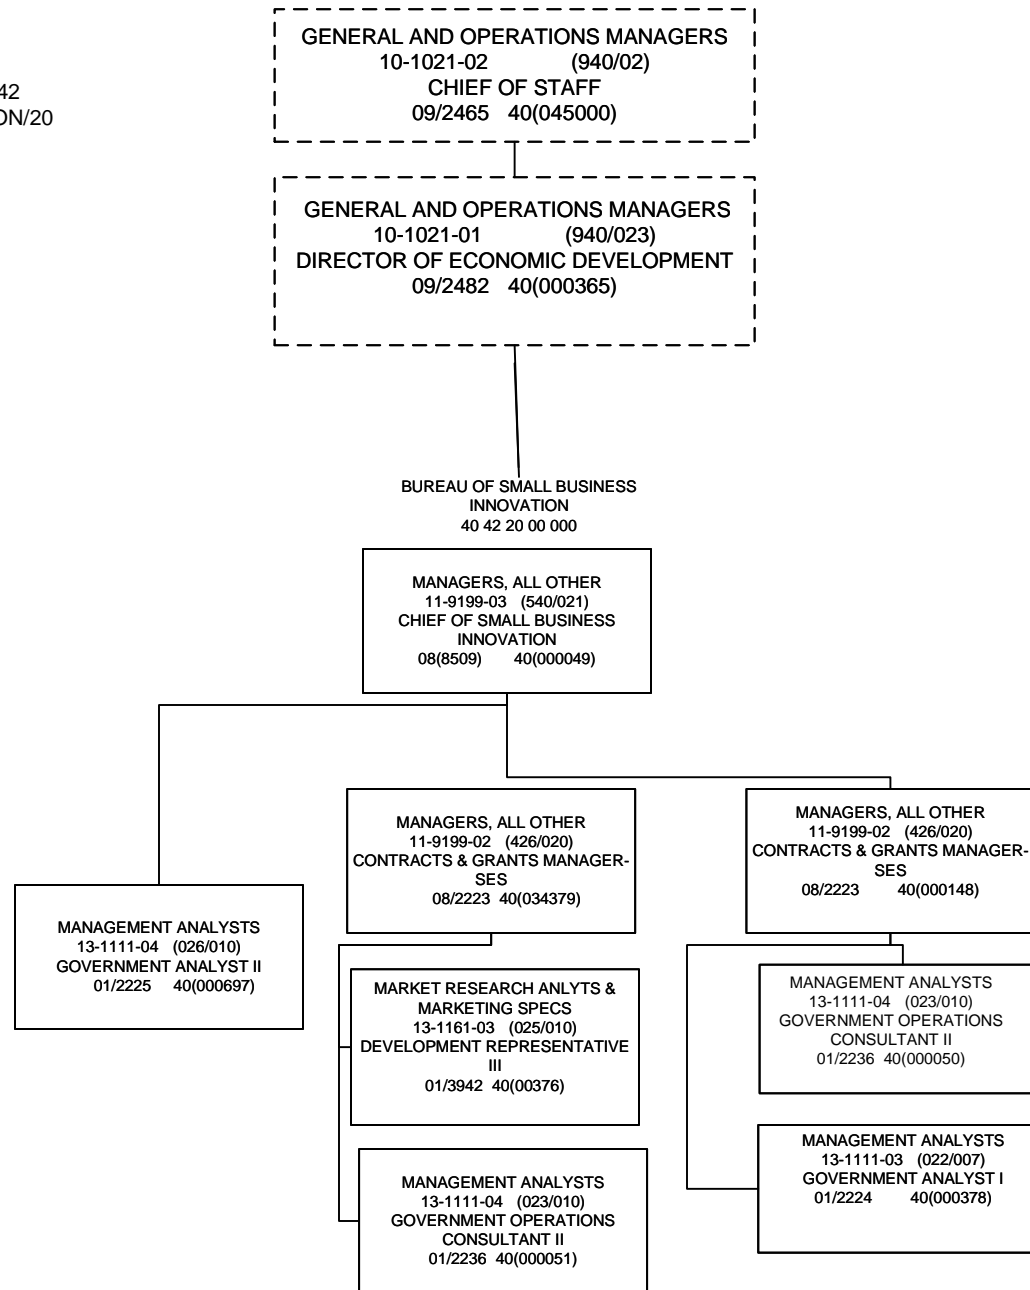 GENERAL AND OPERATIONS MANAGERS
10-1021-02 (940/02)
CHIEF OF STAFF
09/2465 40(045000)
42
ON/20
GENERAL AND OPERATIONS MANAGERS
10-1021-01 (940/023)
DIRECTOR OF ECONOMIC DEVELOPMENT
09/2482 40(000365)
BUREAU OF SMALL BUSINESS
INNOVATION
40 42 20 00 000
MANAGERS, ALL OTHER
11-9199-03 (540/021)
CHIEF OF SMALL BUSINESS
INNOVATION
08(8509) 40(000049)
MANAGEMENT ANALYSTS
13-1111-04 (026/010)
GOVERNMENT ANALYST II
01/2225 40(000697)
MANAGERS, ALL OTHER
11-9199-02 (426/020)
CONTRACTS & GRANTS MANAGER-
SES
08/2223 40(034379)
MARKET RESEARCH ANLYTS &
MARKETING SPECS
13-1161-03 (025/010)
DEVELOPMENT REPRESENTATIVE
III
01/3942 40(00376)
MANAGEMENT ANALYSTS
13-1111-04 (023/010)
GOVERNMENT OPERATIONS
CONSULTANT II
01/2236 40(000051)
MANAGERS, ALL OTHER
11-9199-02 (426/020)
CONTRACTS & GRANTS MANAGER-
SES
08/2223 40(000148)
MANAGEMENT ANALYSTS
13-1111-04 (023/010)
GOVERNMENT OPERATIONS
CONSULTANT II
01/2236 40(000050)
MANAGEMENT ANALYSTS
13-1111-03 (022/007)
GOVERNMENT ANALYST I
01/2224 40(000378)